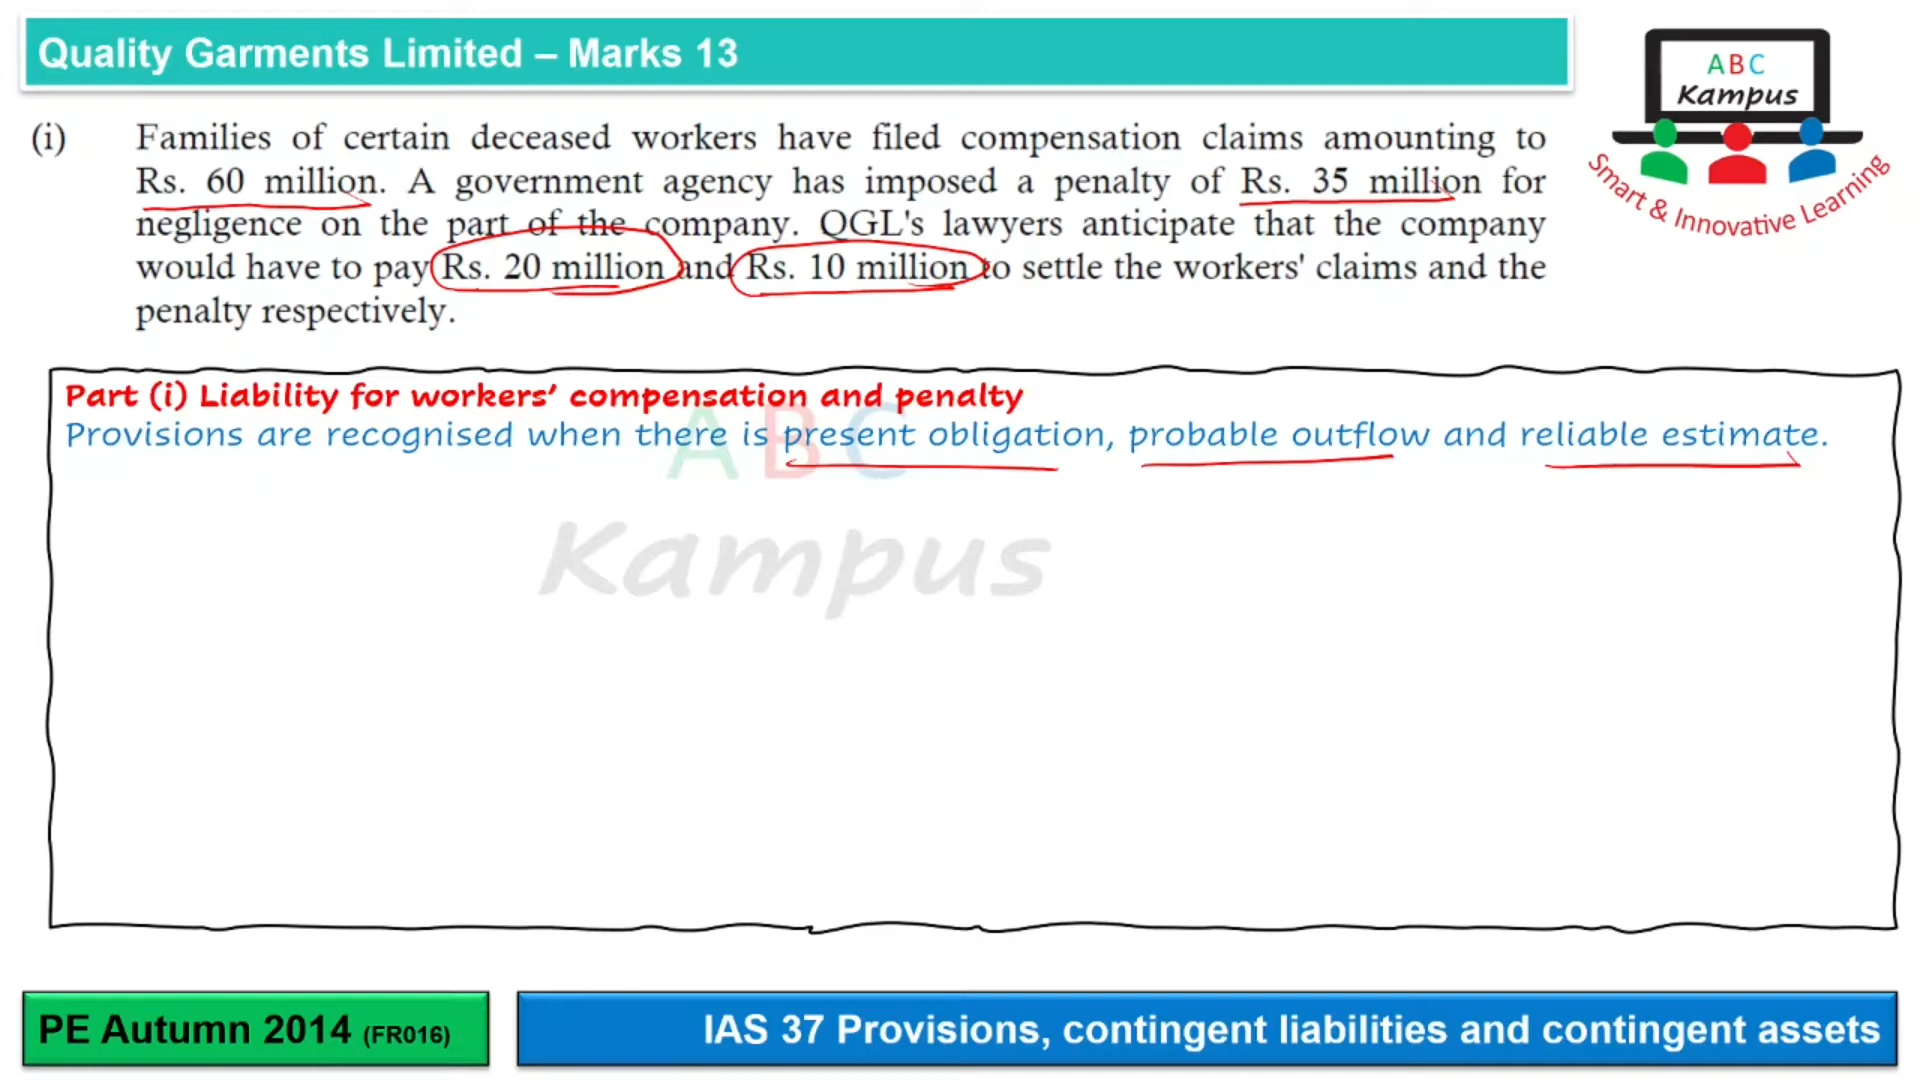 Quality Garments Limited – Marks 13
ABC
Kampus
Smart & Innovative Learning
(i) Families of certain deceased workers have filed compensation claims amounting to
Rs. 60 million. A government agency has imposed a penalty of Rs. 35 million for
negligence on the part of the company. QGL's lawyers anticipate that the company
would have to pay Rs. 20 million and Rs. 10 million to settle the workers' claims and the
penalty respectively.
Part (i) Liability for workers’ compensation and penalty
Provisions are recognised when there is present obligation, probable outflow and reliable estimate.
ABC
Kampus
PE Autumn 2014 (FR016)
IAS 37 Provisions, contingent liabilities and contingent assets